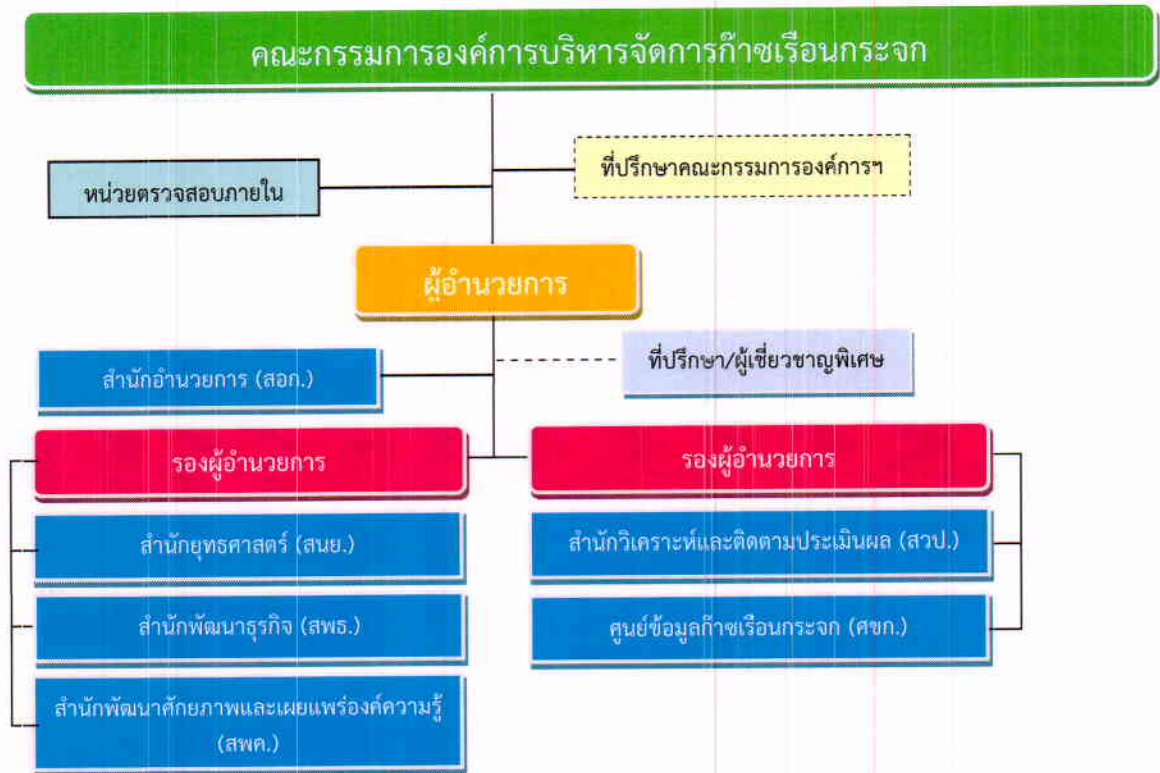 คณะกรรมการองค์การบริหารจัดการก๊าซเรือนกระจก
ที่ปรึกษาคณะกรรมการองค์การฯ
หน่วยตรวจสอบภายใน
ผู้อำนวยการ
ที่ปรึกษา/ผู้เชี่ยวชาญพิเศษ
สำนักอำนวยการ (สอก.)
รองผู้อำนวยการ
รองผู้อำนวยการ
สำนักยุทธศาสตร์ (สนย.)
สำนักวิเคราะห์และติดตามประเมินผล (สวป.)
สำนักพัฒนาธุรกิจ (สพธ.)
ศูนย์ข้อมูลก๊าซเรือนกระจก (ศขก.)
สำนักพัฒนาศักยภาพและเผยแพร่องค์ความรู้
(สพค.)